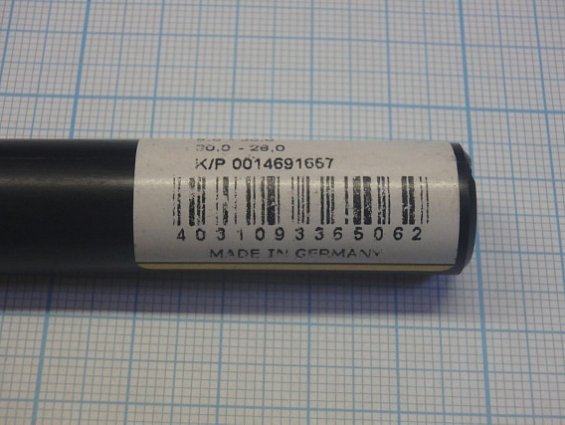 30,0 - 28,0
K/P 0014691667
4031093365062
MADE IN GERMANY